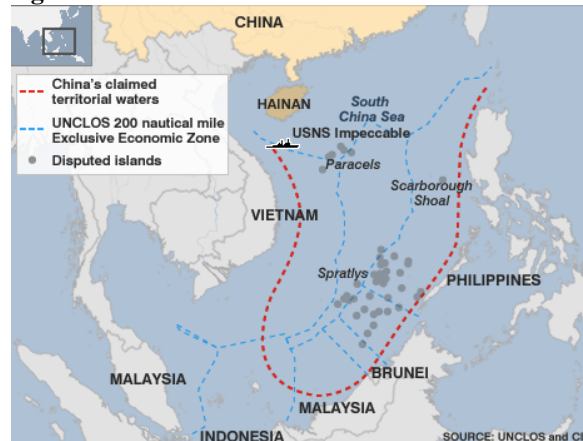 CHINA
China's claimed
territorial waters
UNCLOS 200 nautical mile
Exclusive Economic Zone
Disputed islands
HAINAN
South
China Sea
USNS Impeccable
Paracels
Scarborough
Shoal
VIETNAM
Spratlys
PHILIPPINES
BRUNEI
MALAYSIA
MALAYSIA
INDONESIA
SOURCE: UNCLOS and